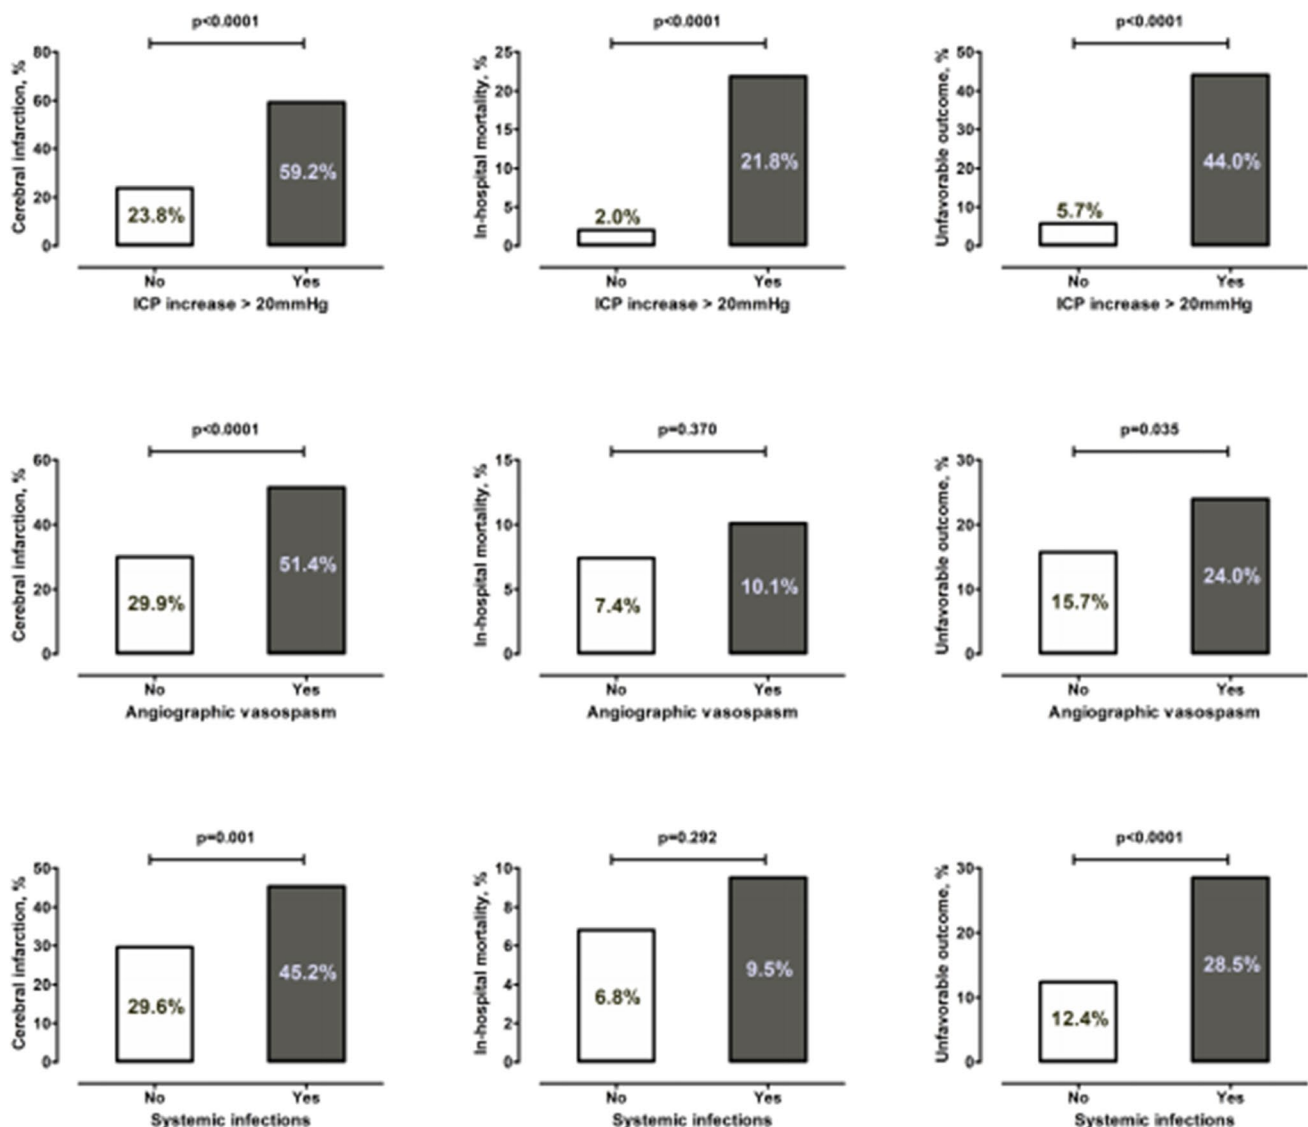 p<0.0001
Cerebral infarction, %
80
60
40
20
0
23.8%
59.2%
No
Yes
ICP increase > 20mmHg
p<0.0001
In-hospital mortality, %
25
20
15
10
5
0
2.0%
21.8%
No
Yes
ICP increase > 20mmHg
p<0.0001
Unfavorable outcome, %
50
40
30
20
10
0
5.7%
44.0%
No
Yes
ICP increase > 20mmHg
p<0.0001
Cerebral infarction, %
60
40
20
0
29.9%
51.4%
No
Yes
Angiographic vasospasm
p=0.370
In-hospital mortality, %
15
10
5
0
7.4%
10.1%
No
Yes
Angiographic vasospasm
p=0.035
Unfavorable outcome, %
30
20
10
0
15.7%
24.0%
No
Yes
Angiographic vasospasm
p=0.001
Cerebral infarction, %
50
40
30
20
10
0
29.6%
45.2%
No
Yes
Systemic infections
p=0.292
In-hospital mortality, %
10
8
6
4
2
0
6.8%
9.5%
No
Yes
Systemic infections
p<0.0001
Unfavorable outcome, %
30
20
10
0
12.4%
28.5%
No
Yes
Systemic infections